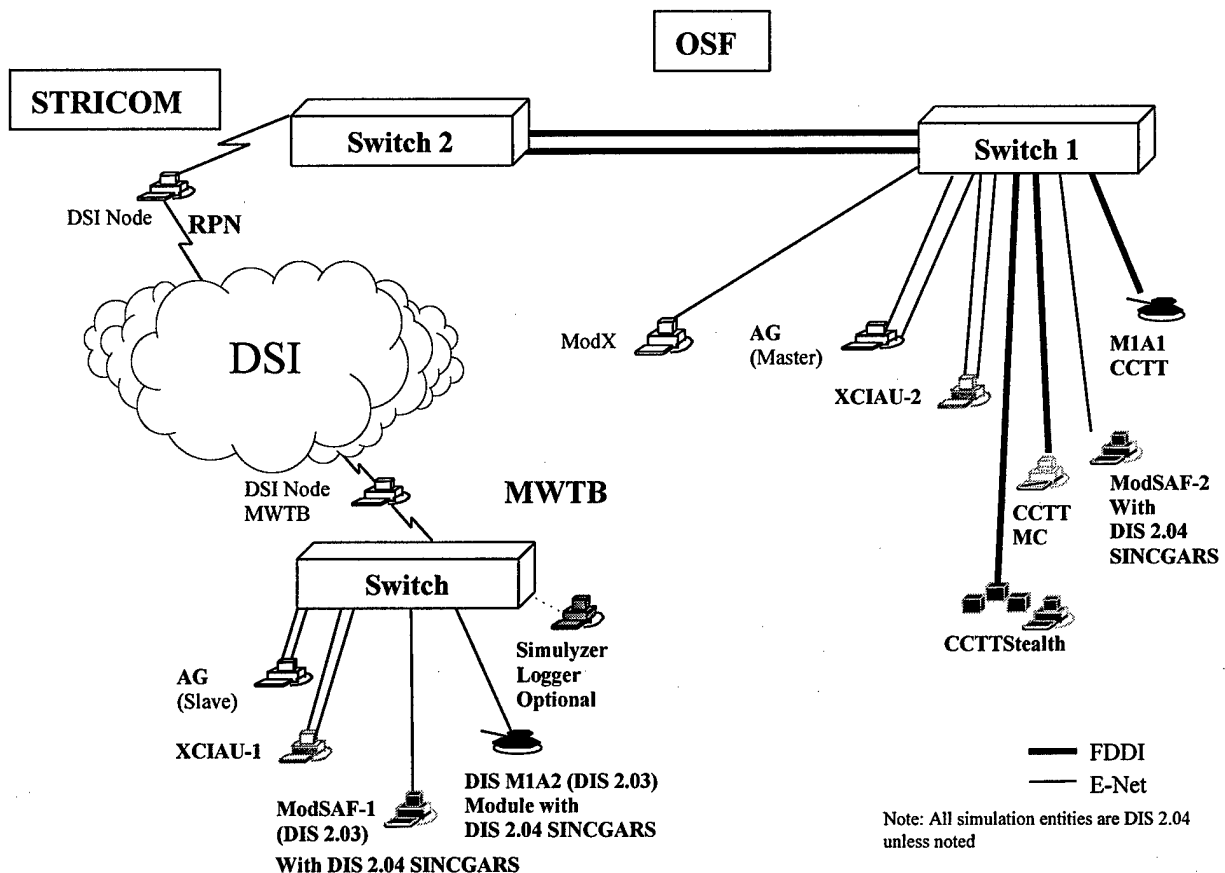 OSF
STRICOM
Switch 2
Switch 1
DSI Node
RPN
DSI
ModX
AG
(Master)
XCIAU-2
M1A1
CCTT
CCTT
MC
ModSAF-2
With
DIS 2.04
SINCGARS
CCTTStealth
DSI Node
MWTB
MWTB
Switch
AG
(Slave)
XCIAU-1
Simulyzer
Logger
Optional
ModSAF-1
(DIS 2.03)
With DIS 2.04 SINCGARS
DIS M1A2 (DIS 2.03)
Module with
DIS 2.04 SINCGARS
FDDI
E-Net
Note: All simulation entities are DIS 2.04
unless noted